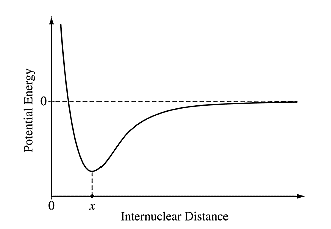 Potential Energy
0
0
x
Internuclear Distance